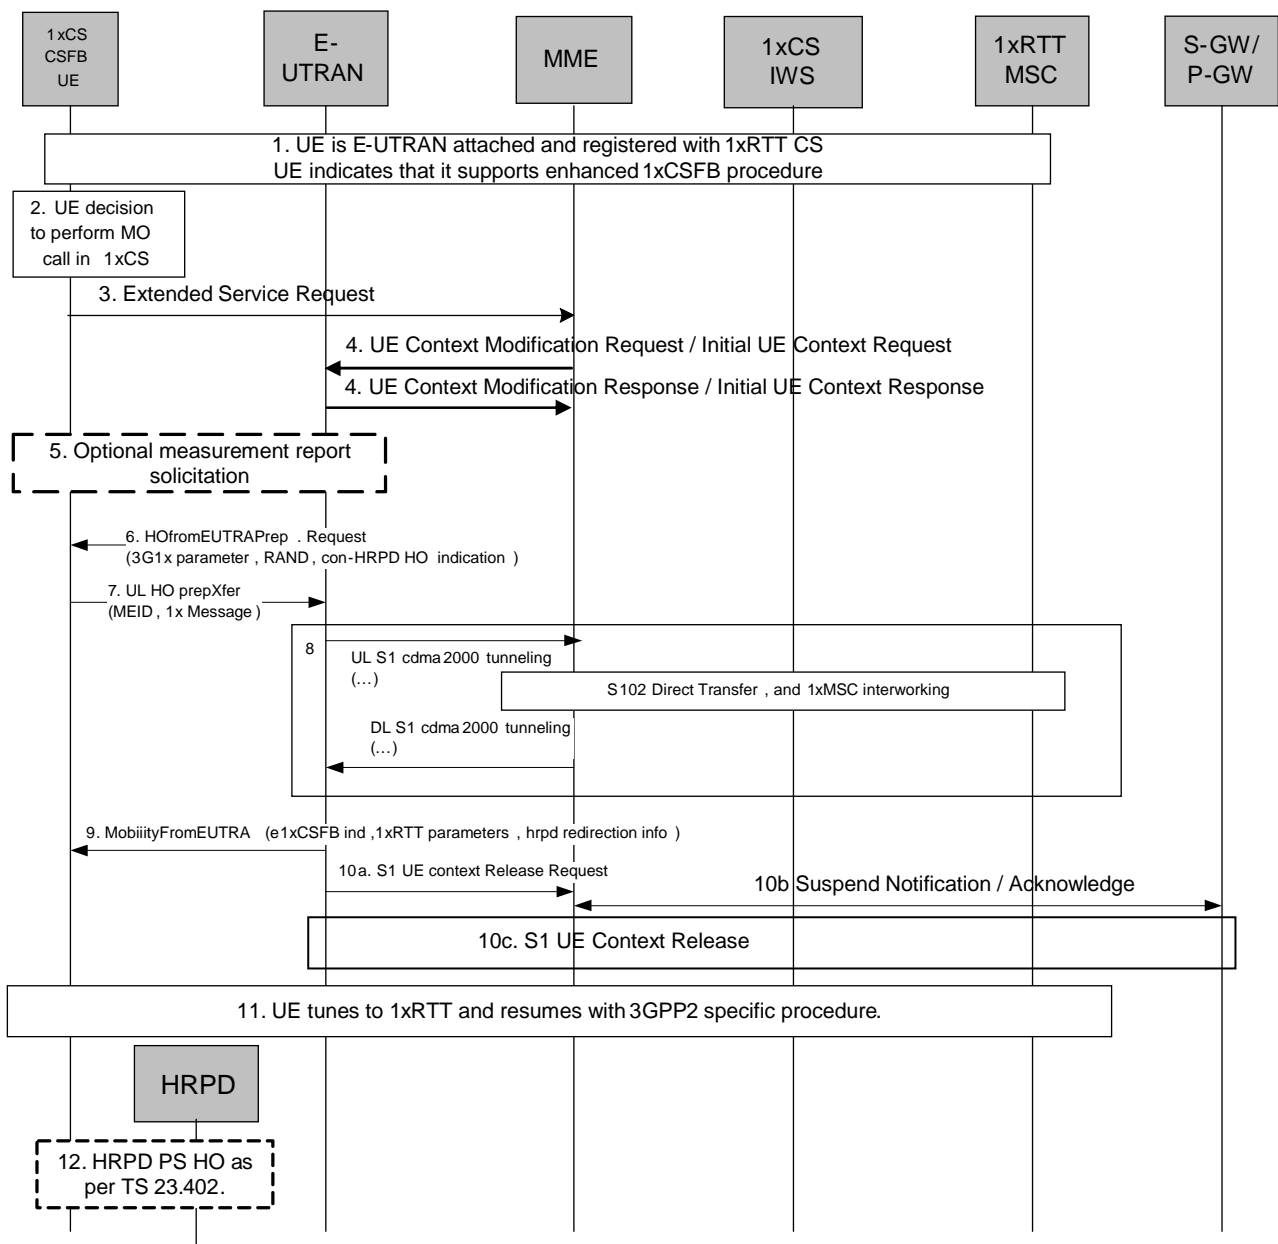 1xCS
CSFB
UE
E-
UTRAN
MME
1xCS
IWS
1xRTT
MSC
S-GW/
P-GW
1. UE is E-UTRAN attached and registered with 1xRTT CS
UE indicates that it supports enhanced 1xCSFB procedure
2. UE decision
to perform MO
call in 1xCS
3. Extended Service Request
4. UE Context Modification Request / Initial UE Context Request
4. UE Context Modification Response / Initial UE Context Response
5. Optional measurement report
solicitation
6. HOfromEUTRAPrep . Request
(3G1x parameter , RAND , con-HRPD HO indication )
7. UL HO prepXfer
(MEID , 1x Message )
8
UL S1 cdma2000 tunneling
(...)
S102 Direct Transfer , and 1xMSC interworking
DL S1 cdma2000 tunneling
(...)
9. MobiiityFromEUTRA (e1xCSFB ind ,1xRTT parameters , hrpd redirection info )
10a. S1 UE context Release Request
10b Suspend Notification / Acknowledge
10c. S1 UE Context Release
11. UE tunes to 1xRTT and resumes with 3GPP2 specific procedure.
HRPD
12. HRPD PS HO as
per TS 23.402.